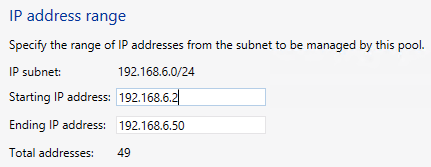 IP address range
Specify the range of IP addresses from the subnet to be managed by this pool.
IP subnet: 192.168.6.0/24
Starting IP address: 192.168.6.2
Ending IP address: 192.168.6.50
Total addresses: 49